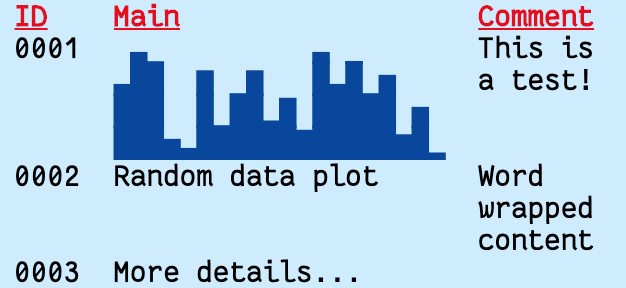 ID Main Comment
0001 This is
a test!
0002 Random data plot Word
wrapped
content
0003 More details...